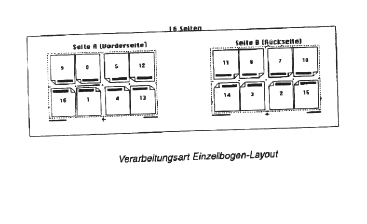 16 Seiten
Seite A (Vorderseite)
Seite B (Rückseite)
9 8 5 12
11 6 7 10
16 1 4 13
14 3 2 15
Verarbeitungsart Einzelbogen-Layout